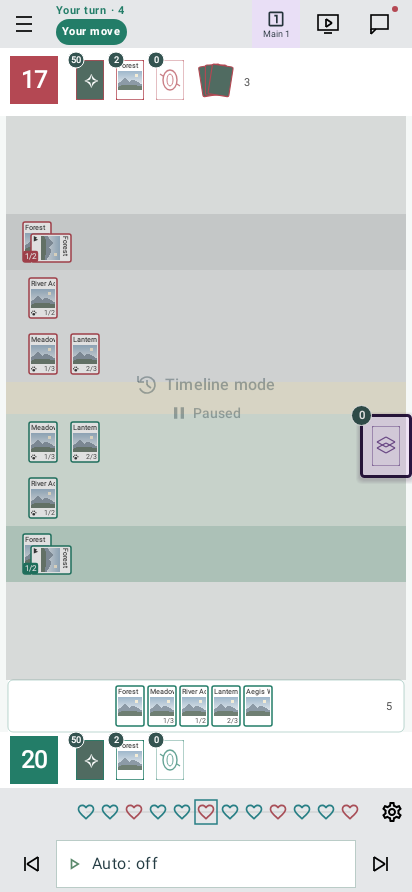 Your turn · 4
Your move
1
Main 1
17
50
2
Forest
0
3
Forest
Forest
1/2
River Ac
1/2
Meadow
1/3
Lantern
2/3
Timeline mode
Paused
0
Meadow
1/3
Lantern
2/3
River Ac
1/2
Forest
Forest
1/2
Forest
Meadow
1/3
River Ac
1/2
Lantern
2/3
Aegis
5
20
50
2
Forest
0
Auto: off